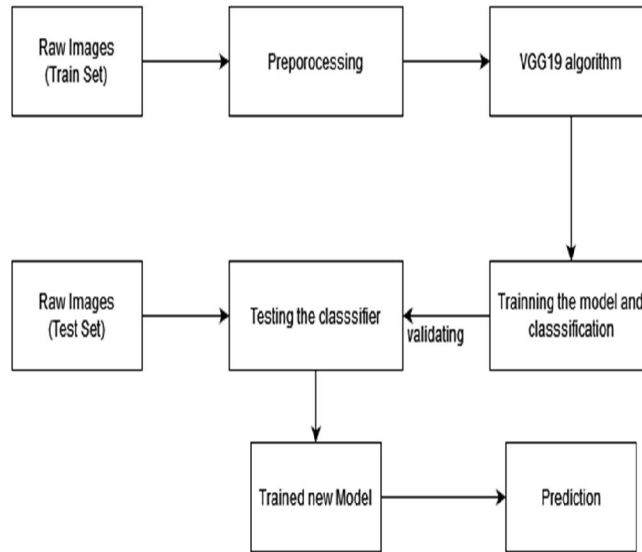 Raw Images
(Train Set)
Preporocessing
VGG19 algorithm
Raw Images
(Test Set)
Testing the classsifier
validating
Trainning the model and
classsification
Trained new Model
Prediction